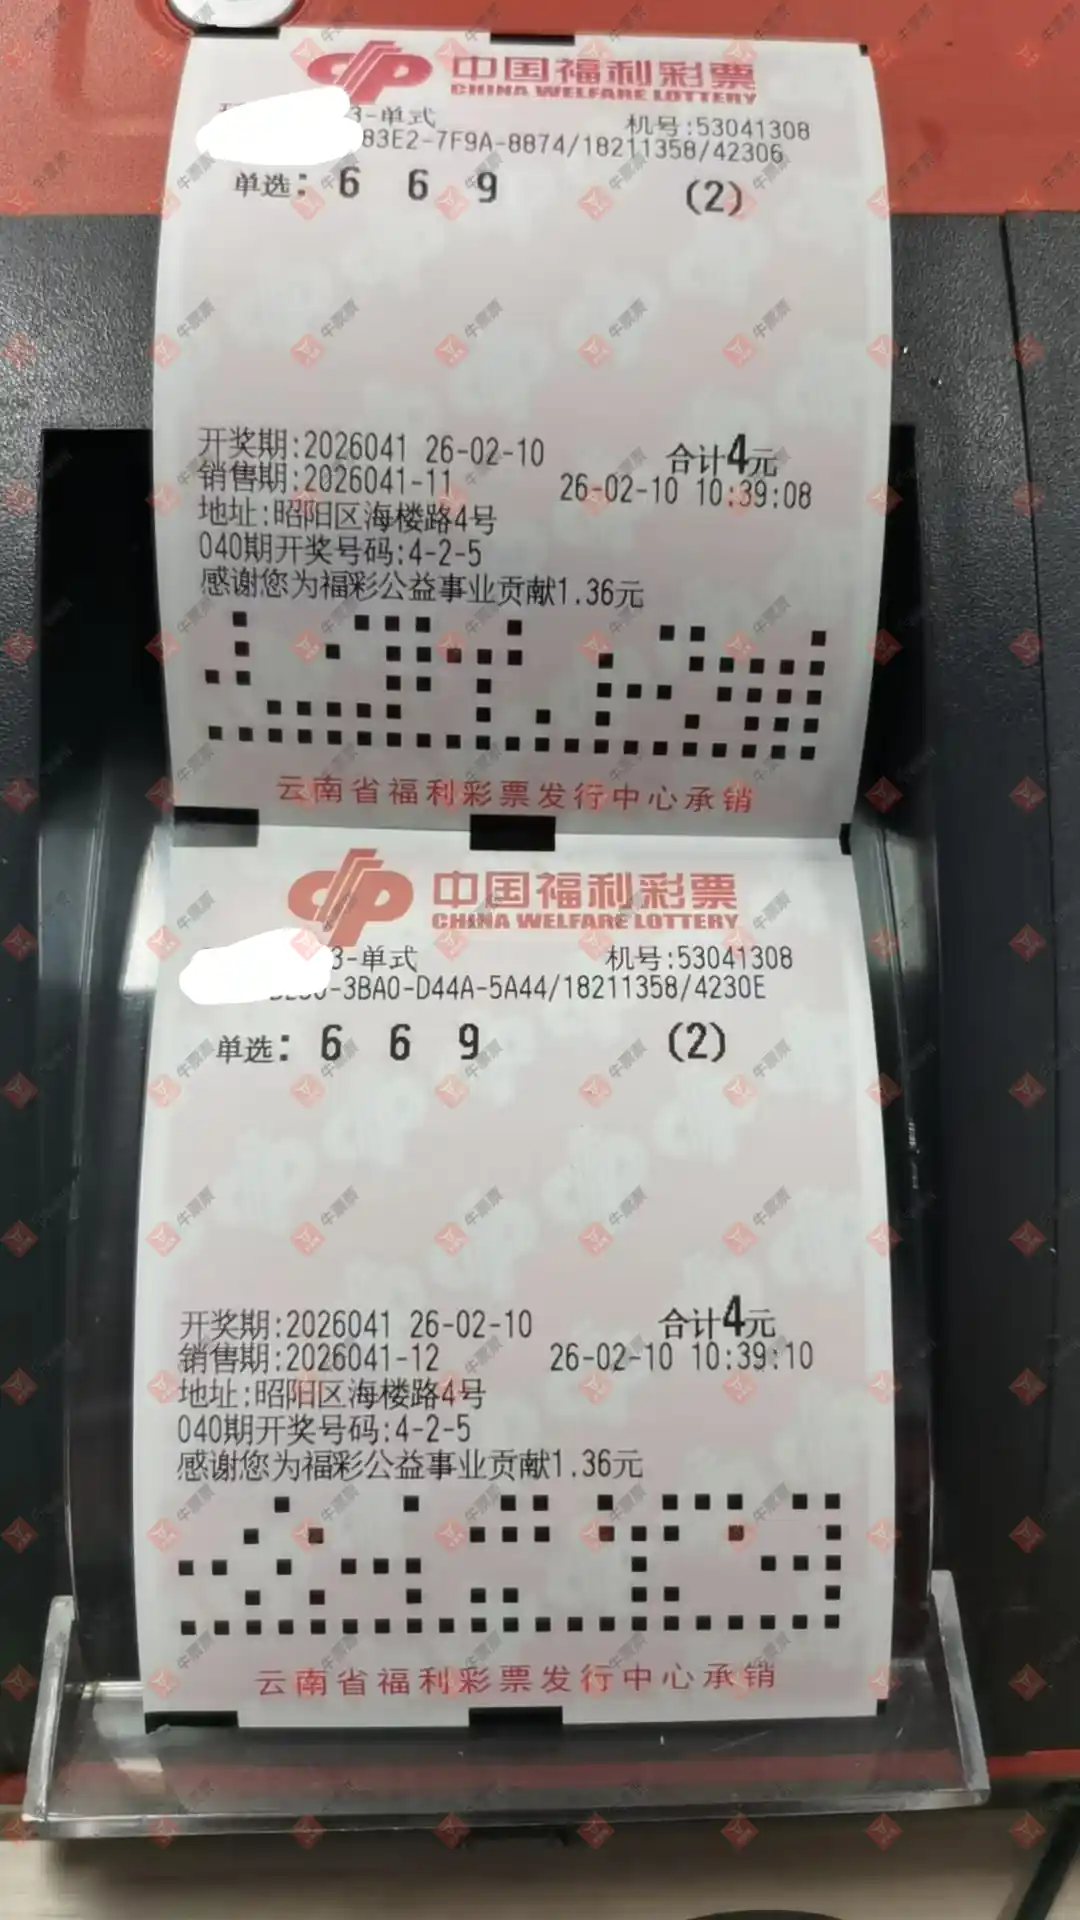 中国福利彩票
CHINA WELFARE LOTTERY
3-单式 机号:53041308
83E2-7F9A-8874/18211358/42306
单选: 6 6 9 (2)
开奖期:2026041 26-02-10 合计4元
销售期:2026041-11 26-02-10 10:39:08
地址:昭阳区海楼路4号
040期开奖号码:4-2-5
感谢您为福彩公益事业贡献1.36元
云南省福利彩票发行中心承销
中国福利彩票
CHINA WELFARE LOTTERY
3-单式 机号:53041308
-3BA0-D44A-5A44/18211358/4230E
单选: 6 6 9 (2)
开奖期:2026041 26-02-10 合计4元
销售期:2026041-12 26-02-10 10:39:10
地址:昭阳区海楼路4号
040期开奖号码:4-2-5
感谢您为福彩公益事业贡献1.36元
云南省福利彩票发行中心承销
牛票票